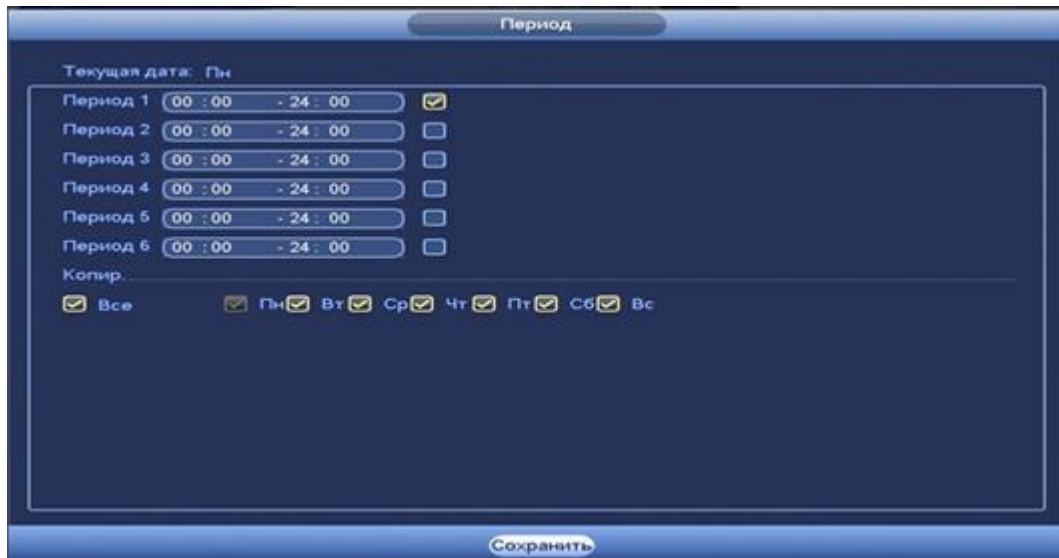 Период
Текущая дата: Пн
Период 1 00 : 00 - 24 : 00
Период 2 00 : 00 - 24 : 00
Период 3 00 : 00 - 24 : 00
Период 4 00 : 00 - 24 : 00
Период 5 00 : 00 - 24 : 00
Период 6 00 : 00 - 24 : 00
Копир.
Все Пн Вт Ср Чт Пт Сб Вс
Сохранить